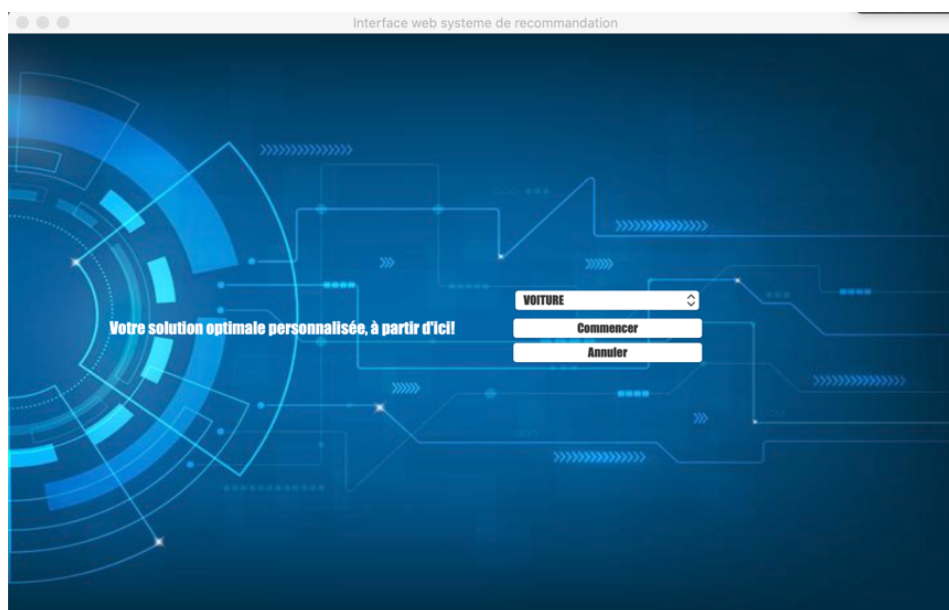 Interface web systeme de recommandation
VOITURE
Votre solution optimale personnalisée, à partir d'ici!
Commencer
Annuler